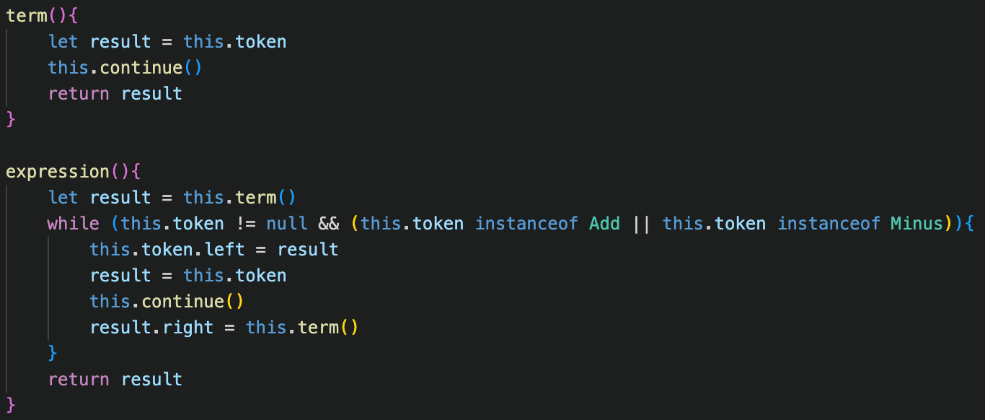 term(){
    let result = this.token
    this.continue()
    return result
}

expression(){
    let result = this.term()
    while (this.token != null && (this.token instanceof Add || this.token instanceof Minus)){
        this.token.left = result
        result = this.token
        this.continue()
        result.right = this.term()
    }
    return result
}